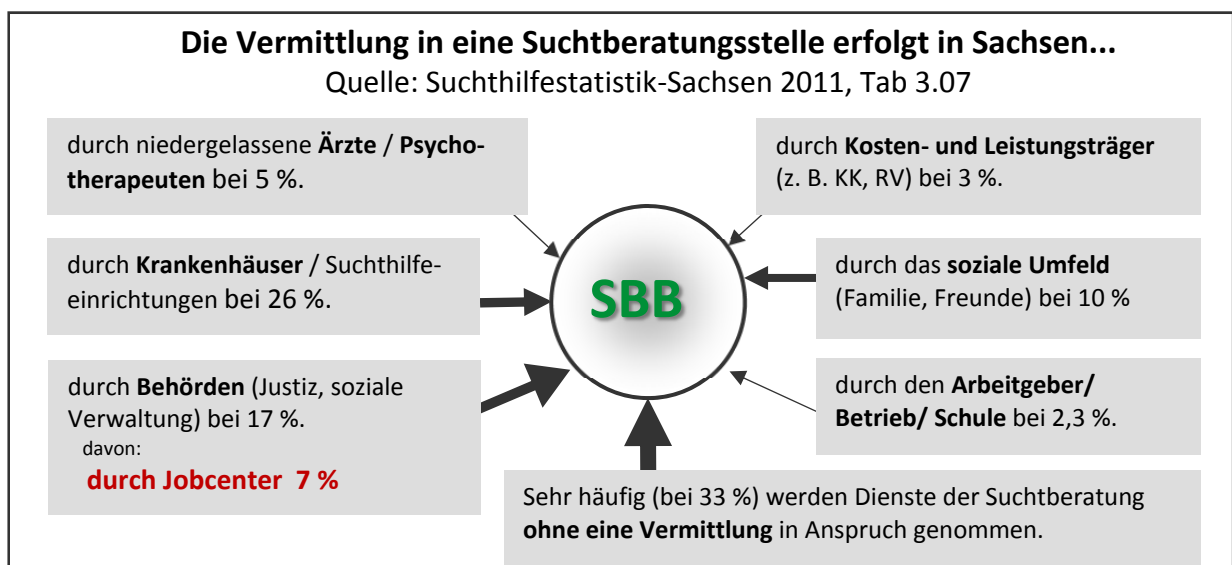 Die Vermittlung in eine Suchtberatungsstelle erfolgt in Sachsen...
Quelle: Suchthilfestatistik-Sachsen 2011, Tab 3.07
durch niedergelassene Ärzte / Psycho-
therapeuten bei 5 %.
durch Krankenhäuser / Suchthilfe-
einrichtungen bei 26 %.
durch Behörden (Justiz, soziale
Verwaltung) bei 17 %.
davon:
durch Jobcenter 7 %
SBB
durch Kosten- und Leistungsträger
(z. B. KK, RV) bei 3 %.
durch das soziale Umfeld
(Familie, Freunde) bei 10 %
durch den Arbeitgeber/
Betrieb/ Schule bei 2,3 %.
Sehr häufig (bei 33 %) werden Dienste der Suchtberatung
ohne eine Vermittlung in Anspruch genommen.